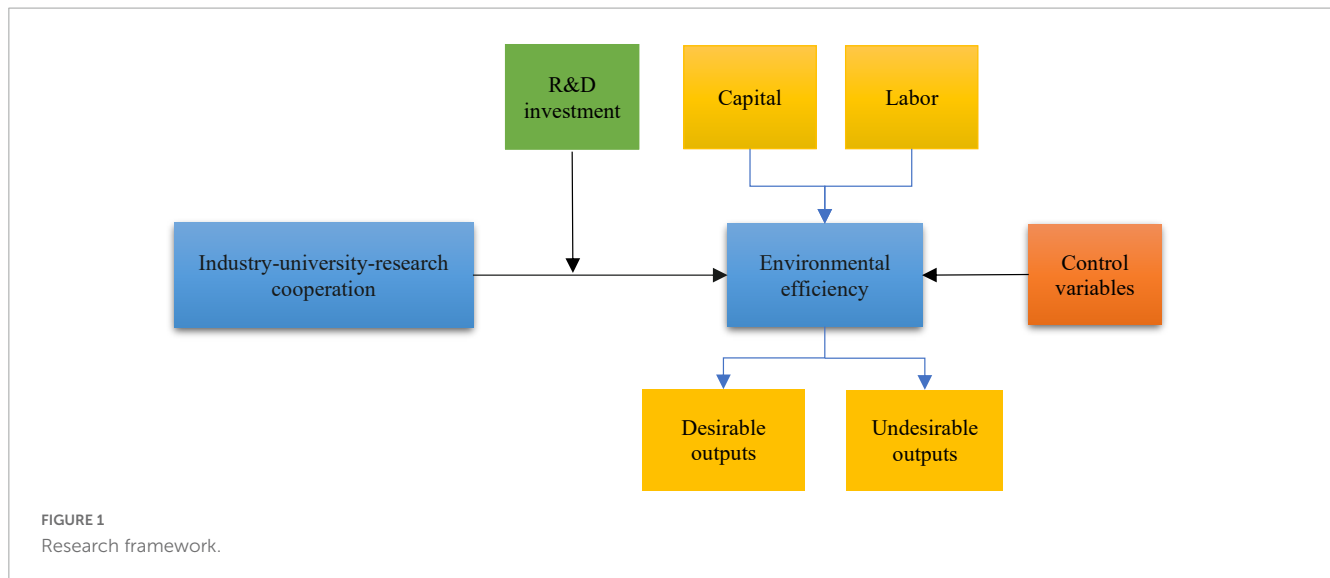 R&D
investment
Capital
Labor
Industry-university-research
cooperation
Environmental
efficiency
Control
variables
Desirable
outputs
Undesirable
outputs
FIGURE 1
Research framework.